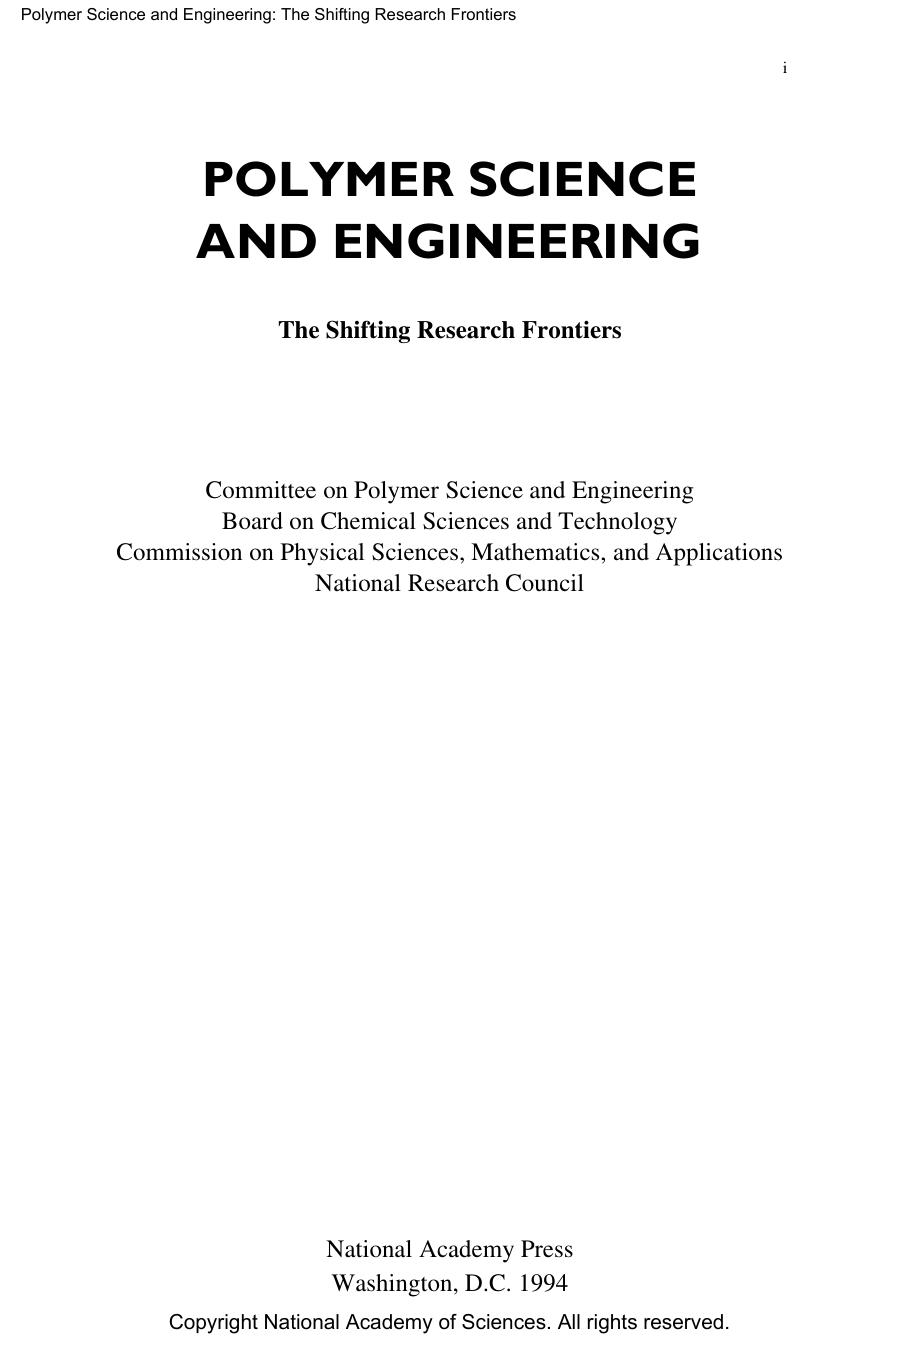 Polymer Science and Engineering: The Shifting Research Frontiers
i
POLYMER SCIENCE
AND ENGINEERING
The Shifting Research Frontiers
Committee on Polymer Science and Engineering
Board on Chemical Sciences and Technology
Commission on Physical Sciences, Mathematics, and Applications
National Research Council
National Academy Press
Washington, D.C. 1994
Copyright National Academy of Sciences. All rights reserved.